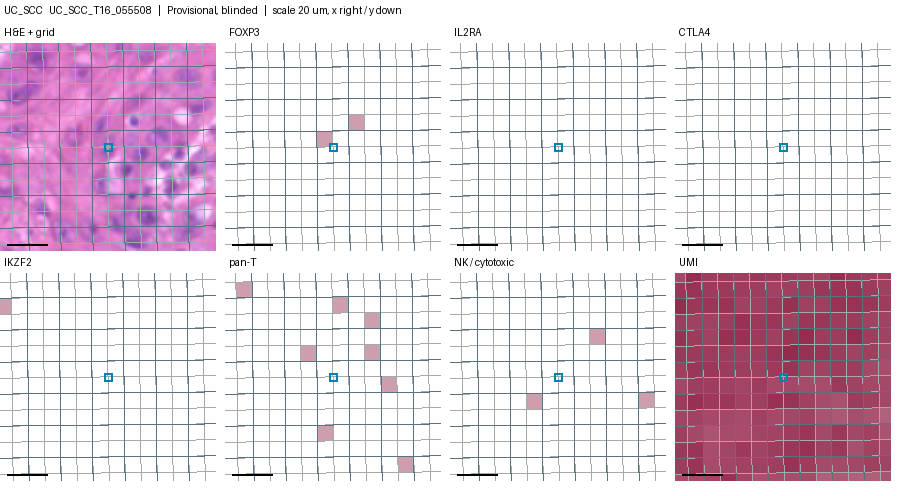 UC_SCC UC_SCC_T16_055508 | Provisional, blinded | scale 20 um, x right / y down
H&E + grid
FOXP3
IL2RA
CTLA4
IKZF2
pan-T
NK / cytotoxic
UMI